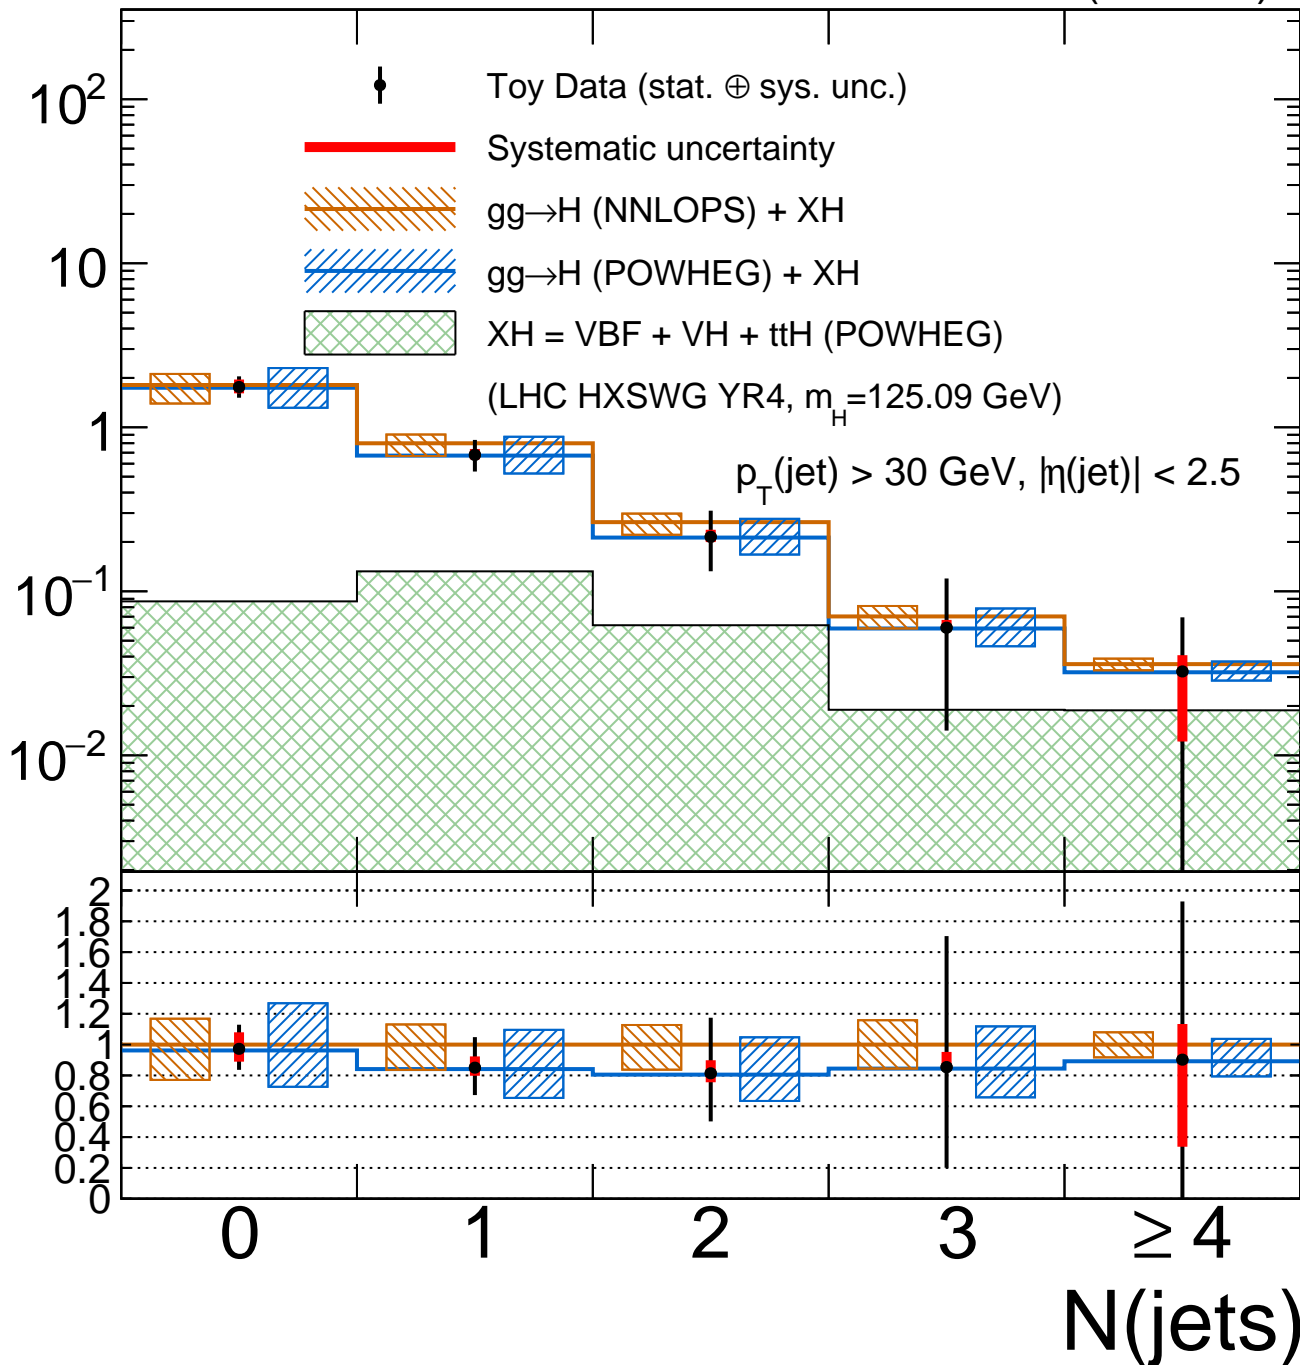 10²
10
1
10⁻¹
10⁻²
Toy Data (stat. ⊕ sys. unc.)
Systematic uncertainty
gg→H (NNLOPS) + XH
gg→H (POWHEG) + XH
XH = VBF + VH + ttH (POWHEG)
(LHC HXSWG YR4, m_H=125.09 GeV)
p_T(jet) > 30 GeV, |η(jet)| < 2.5
2
1.8
1.6
1.4
1.2
1
0.8
0.6
0.4
0.2
0
0 1 2 3 ≥ 4
N(jets)